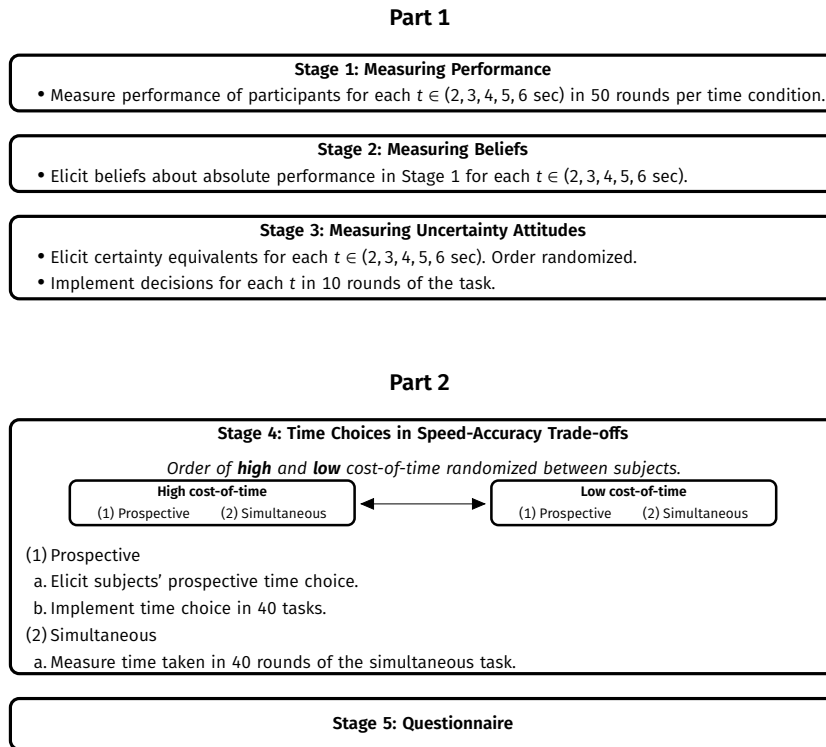 Part 1
Stage 1: Measuring Performance
• Measure performance of participants for each t ∈ (2, 3, 4, 5, 6 sec) in 50 rounds per time condition.
Stage 2: Measuring Beliefs
• Elicit beliefs about absolute performance in Stage 1 for each t ∈ (2, 3, 4, 5, 6 sec).
Stage 3: Measuring Uncertainty Attitudes
• Elicit certainty equivalents for each t ∈ (2, 3, 4, 5, 6 sec). Order randomized.
• Implement decisions for each t in 10 rounds of the task.
Part 2
Stage 4: Time Choices in Speed-Accuracy Trade-offs
Order of high and low cost-of-time randomized between subjects.
High cost-of-time
(1) Prospective (2) Simultaneous
Low cost-of-time
(1) Prospective (2) Simultaneous
(1) Prospective
a. Elicit subjects' prospective time choice.
b. Implement time choice in 40 tasks.
(2) Simultaneous
a. Measure time taken in 40 rounds of the simultaneous task.
Stage 5: Questionnaire